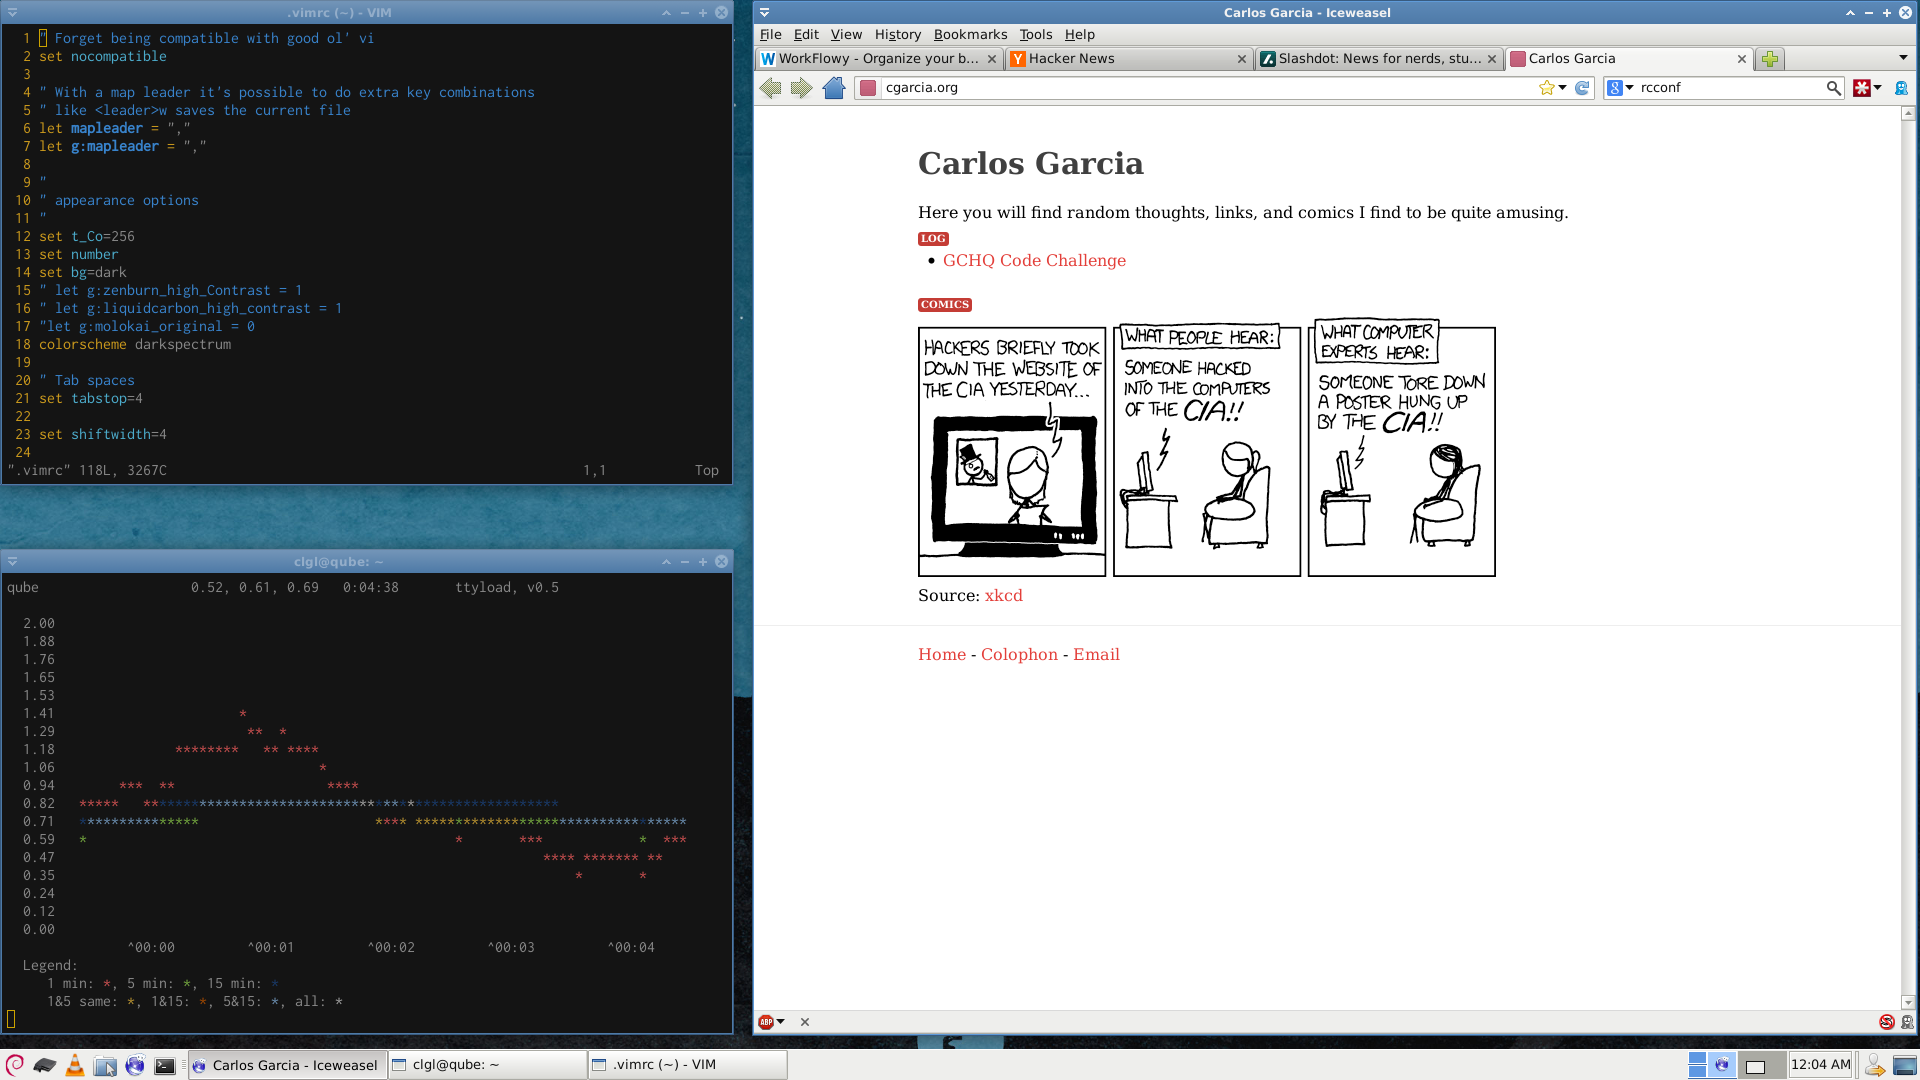 .vimrc (~) - VIM
1 " Forget being compatible with good ol' vi
2 set nocompatible
3
4 " With a map leader it's possible to do extra key combinations
5 " like <leader>w saves the current file
6 let mapleader = ","
7 let g:mapleader = ","
8
9 "
10 " appearance options
11 "
12 set t_Co=256
13 set number
14 set bg=dark
15 " let g:zenburn_high_Contrast = 1
16 " let g:liquidcarbon_high_contrast = 1
17 "let g:molokai_original = 0
18 colorscheme darkspectrum
19
20 " Tab spaces
21 set tabstop=4
22
23 set shiftwidth=4
24
".vimrc" 118L, 3267C 1,1 Top
clgl@qube: ~
qube 0.52, 0.61, 0.69 0:04:38 ttyload, v0.5
2.00
1.88
1.76
1.65
1.53
1.41 *
1.29 ** *
1.18 ******** ** ****
1.06 *
0.94 *** ** ****
0.82
0.71
0.59
0.47 **** ******* **
0.35 * *
0.24
0.12
0.00
^00:00 ^00:01 ^00:02 ^00:03 ^00:04
Legend:
1 min: *, 5 min: *, 15 min: *
1&5 same: *, 1&15: *, 5&15: *, all: *
Carlos Garcia - Iceweasel
File Edit View History Bookmarks Tools Help
WorkFlowy - Organize your b... Hacker News Slashdot: News for nerds, stu... Carlos Garcia
cgarcia.org rcconf
Carlos Garcia
Here you will find random thoughts, links, and comics I find to be quite amusing.
LOG
• GCHQ Code Challenge
COMICS
HACKERS BRIEFLY TOOK
DOWN THE WEBSITE OF
THE CIA YESTERDAY...
WHAT PEOPLE HEAR:
SOMEONE HACKED
INTO THE COMPUTERS
OF THE CIA!!
WHAT COMPUTER
EXPERTS HEAR:
SOMEONE TORE DOWN
A POSTER HUNG UP
BY THE CIA!!
Source: xkcd
Home - Colophon - Email
ABP
Carlos Garcia - Iceweasel clgl@qube: ~ .vimrc (~) - VIM 12:04 AM